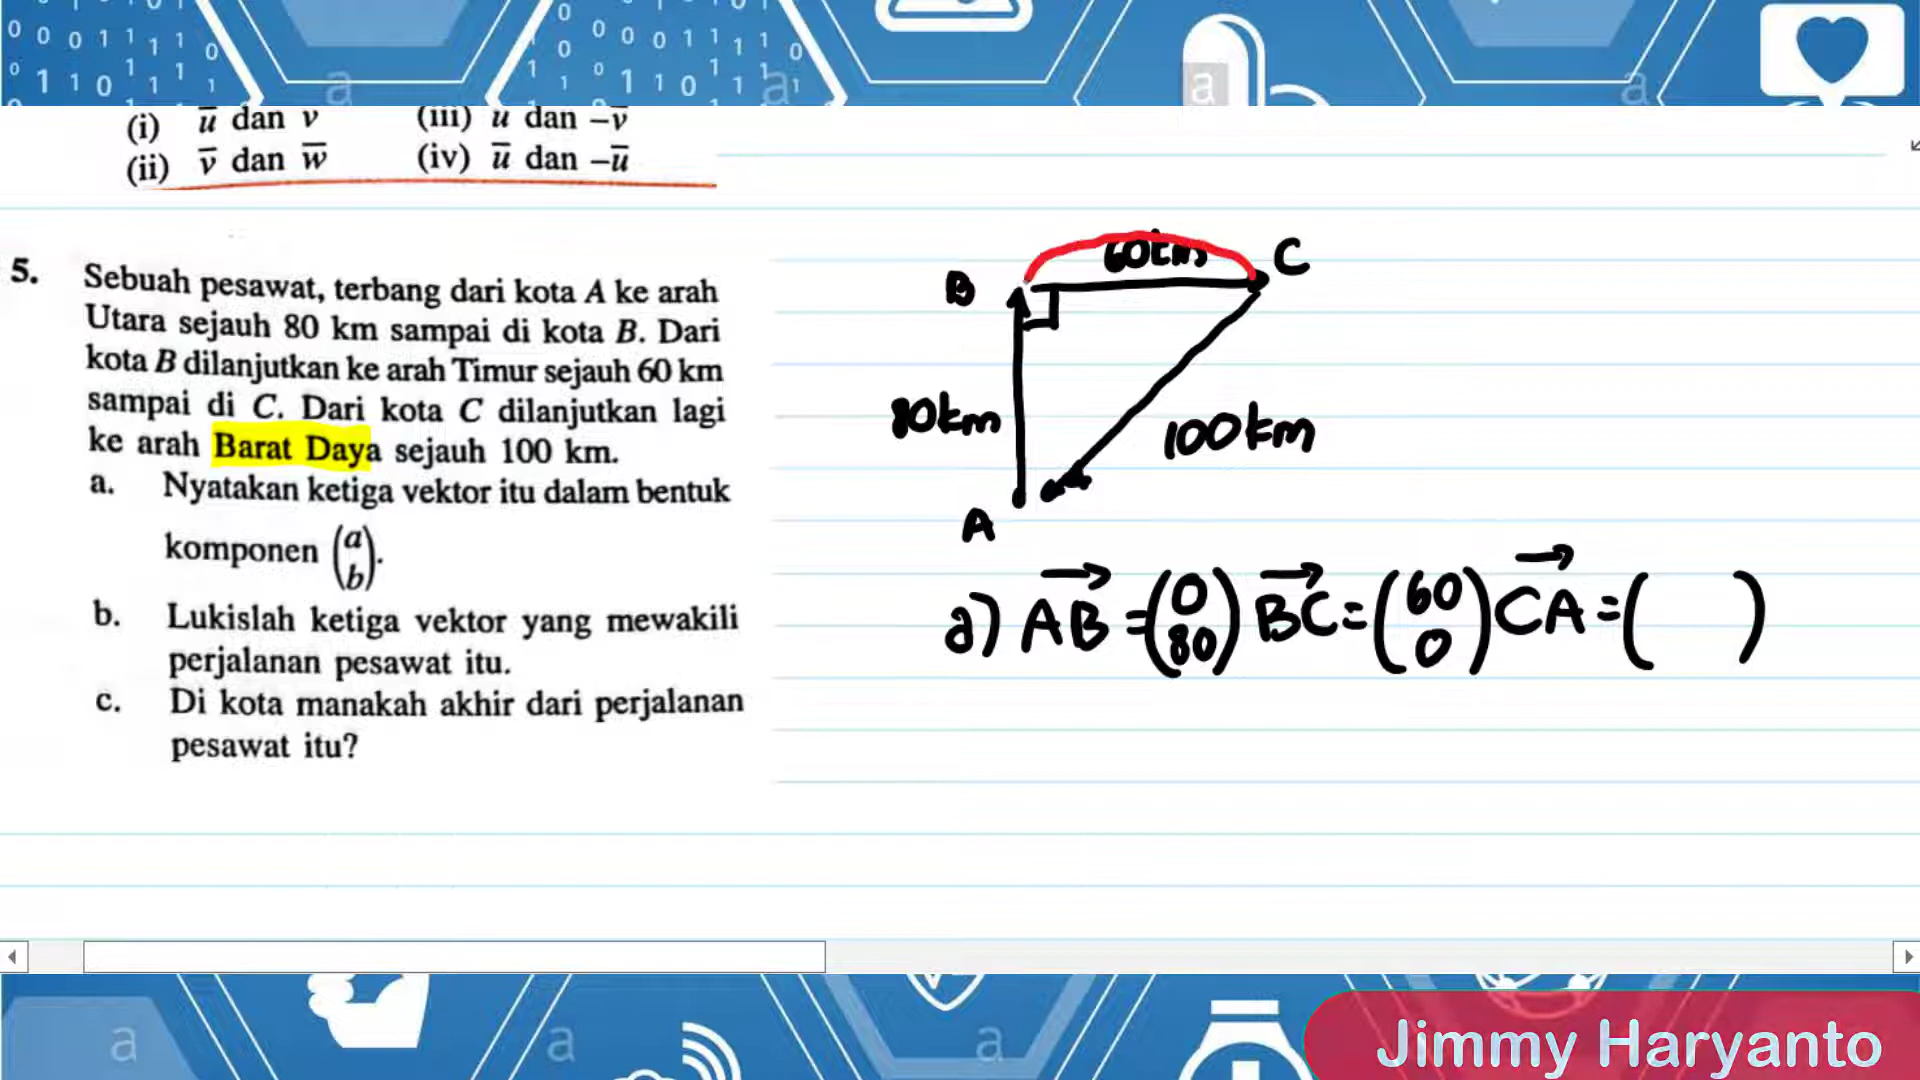 (i) u̅ dan v (iii) u dan –v̅
(ii) v̅ dan w̅ (iv) u̅ dan –u̅
5. Sebuah pesawat, terbang dari kota A ke arah
Utara sejauh 80 km sampai di kota B. Dari
kota B dilanjutkan ke arah Timur sejauh 60 km
sampai di C. Dari kota C dilanjutkan lagi
ke arah Barat Daya sejauh 100 km.
a. Nyatakan ketiga vektor itu dalam bentuk
komponen (a b).
b. Lukislah ketiga vektor yang mewakili
perjalanan pesawat itu.
c. Di kota manakah akhir dari perjalanan
pesawat itu?
60km
C
B
80km
100km
A
a) AB = (0 80) BC = (60 0) CA = ( )
Jimmy Haryanto